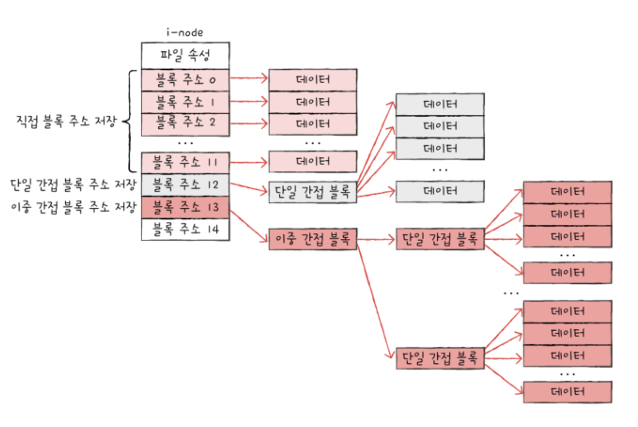 i-node
파일 속성
블록 주소 0
블록 주소 1
블록 주소 2
...
블록 주소 11
블록 주소 12
블록 주소 13
블록 주소 14
직접 블록 주소 저장
단일 간접 블록 주소 저장
이중 간접 블록 주소 저장
데이터
데이터
데이터
...
데이터
단일 간접 블록
이중 간접 블록
데이터
데이터
데이터
...
데이터
단일 간접 블록
단일 간접 블록
데이터
데이터
데이터
...
데이터
...
데이터
데이터
데이터
...
데이터